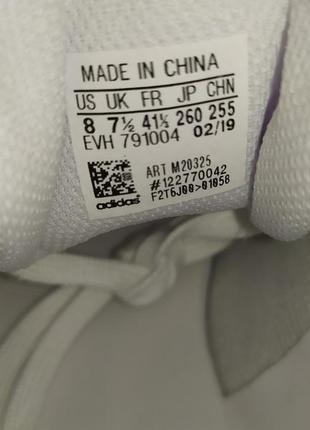 MADE IN CHINA
US UK FR JP CHN
8 7½ 41⅓ 260 255
EVH 791004 02/19
ART M20325
#122770042
F2T6J00>0105B
adidas